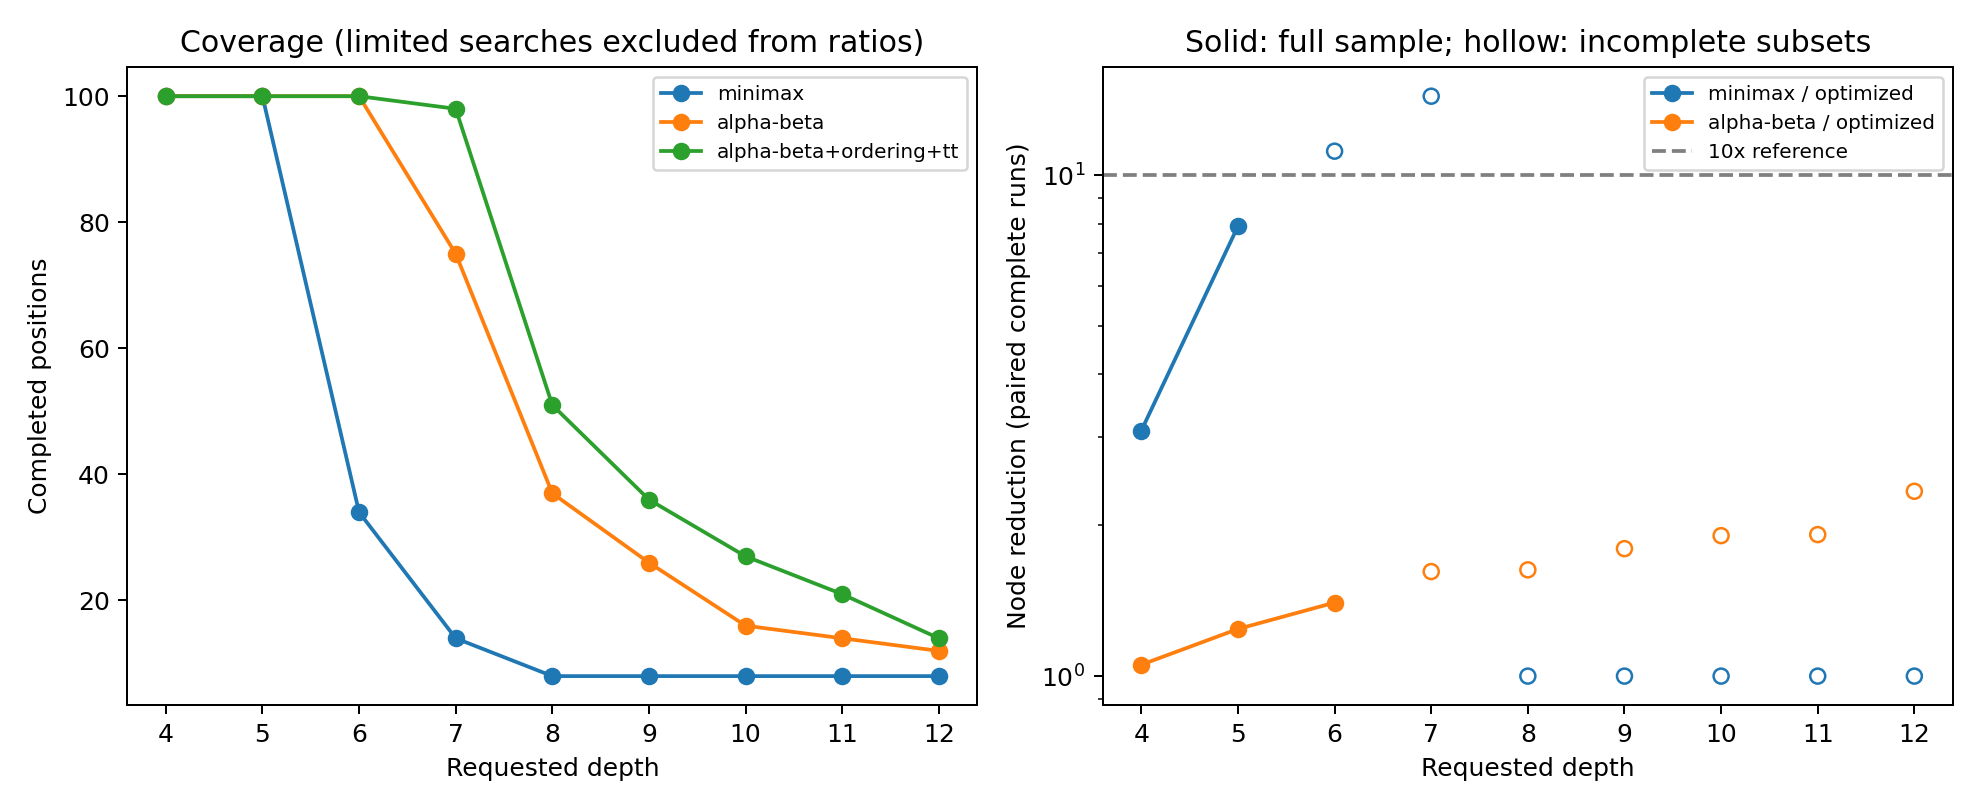 Coverage (limited searches excluded from ratios)
Completed positions
100
80
60
40
20
minimax
alpha-beta
alpha-beta+ordering+tt
4 5 6 7 8 9 10 11 12
Requested depth
Solid: full sample; hollow: incomplete subsets
Node reduction (paired complete runs)
10¹
10⁰
minimax / optimized
alpha-beta / optimized
10x reference
4 5 6 7 8 9 10 11 12
Requested depth